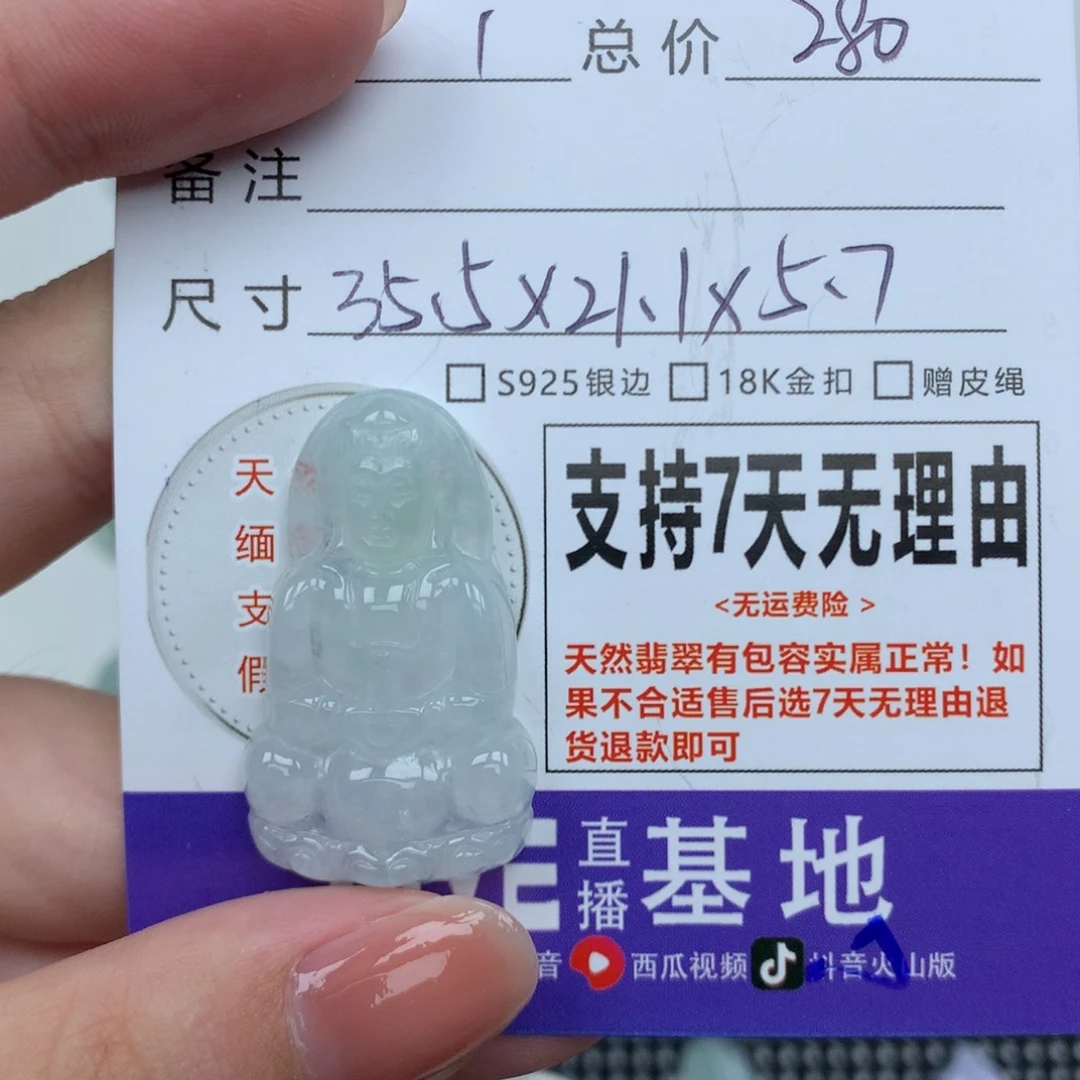 1 总价 280
备注
尺寸 35.5X21.1X5.7
S925银边 18K金扣 赠皮绳
天
缅
支
假
支持7天无理由
<无运费险 >
天然翡翠有包容实属正常！如
果不合适售后选7天无理由退
货退款即可
VE 直播 基地
音 西瓜视频 抖音火山版